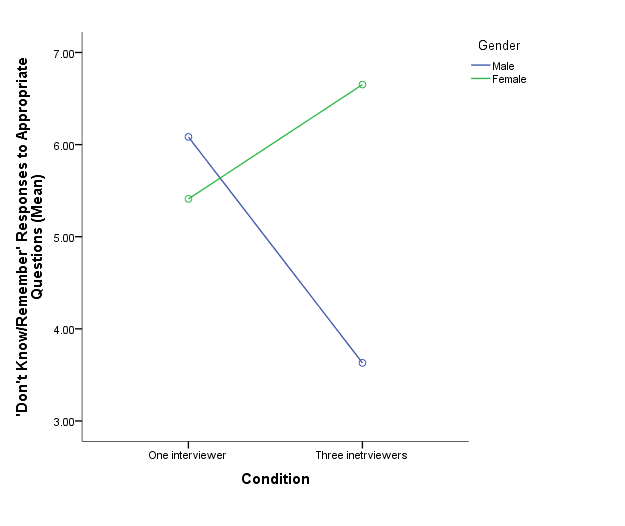 Gender
Male
Female
'Don't Know/Remember' Responses to Appropriate
Questions (Mean)
7.00
6.00
5.00
4.00
3.00
One interviewer
Three inetrviewers
Condition